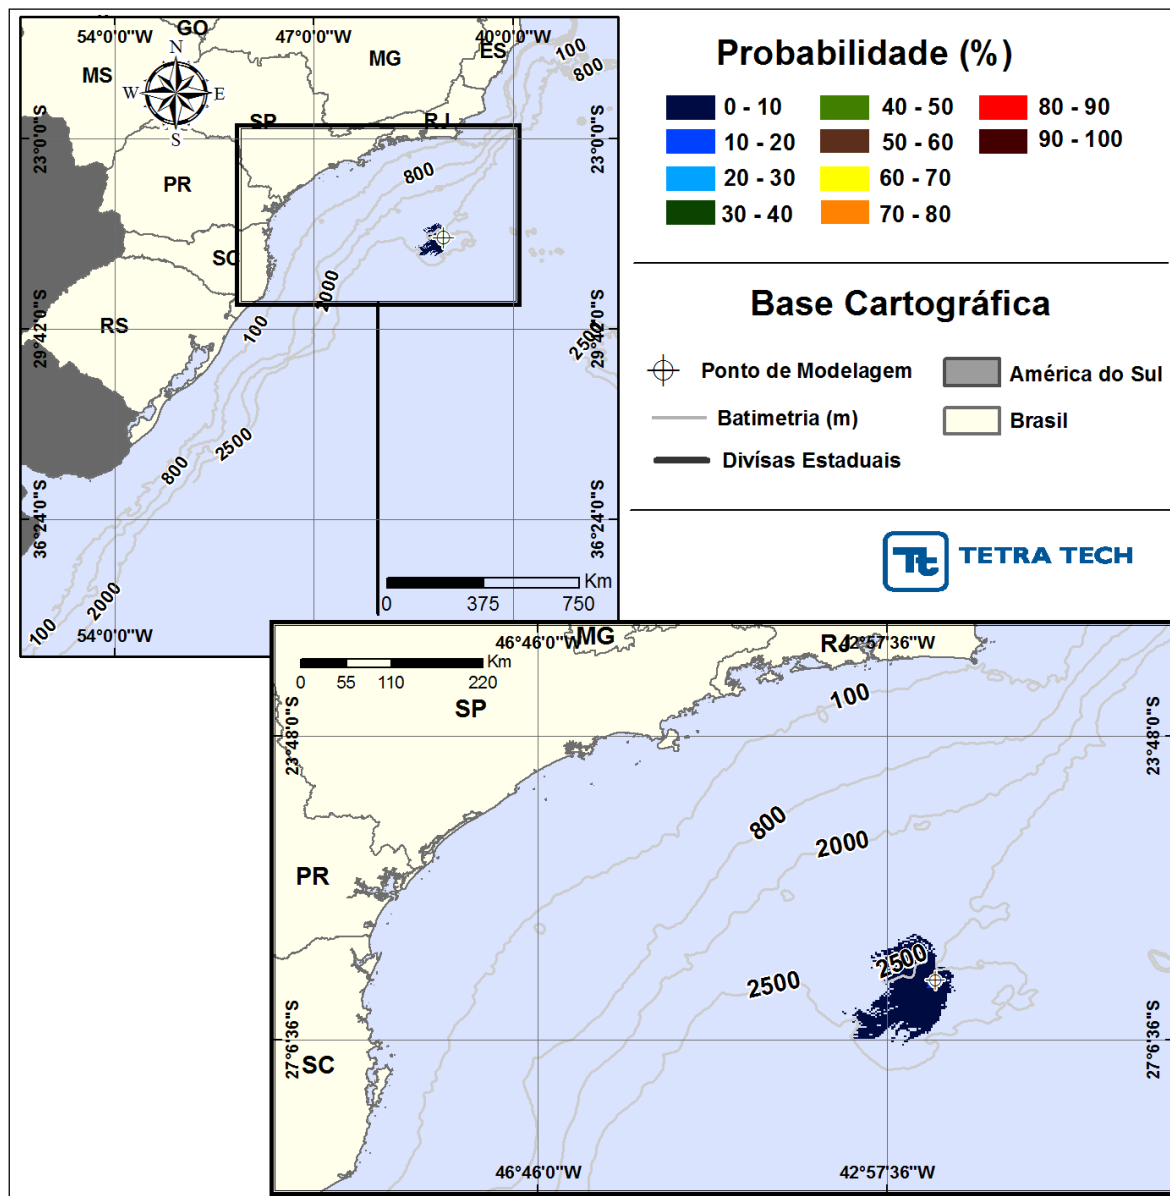 GO
54°0'0"W
47°0'0"W
40°0'0"W
ES
100
800
MG
MS
N
W
E
S
SP
RJ
23°0'0"S
23°0'0"S
800
PR
SC
2000
RS
100
29°42'0"S
29°42'0"S
2500
2500
800
36°24'0"S
36°24'0"S
2000
100
54°0'0"W
Km
0 375 750
Probabilidade (%)
0 - 10
10 - 20
20 - 30
30 - 40
40 - 50
50 - 60
60 - 70
70 - 80
80 - 90
90 - 100
Base Cartográfica
Ponto de Modelagem
Batimetria (m)
Divísas Estaduais
América do Sul
Brasil
Tt TETRA TECH
46°46'0"W
MG
RJ
42°57'36"W
Km
0 55 110 220
SP
100
23°48'0"S
23°48'0"S
800
2000
PR
2500
2500
27°6'36"S
27°6'36"S
SC
46°46'0"W
42°57'36"W